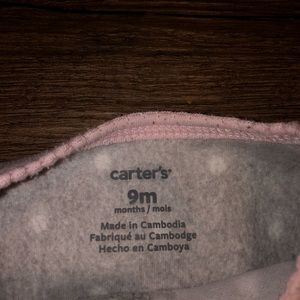 carter's
9m
months / mois
Made in Cambodia
Fabriqué au Cambodge
Hecho en Camboya